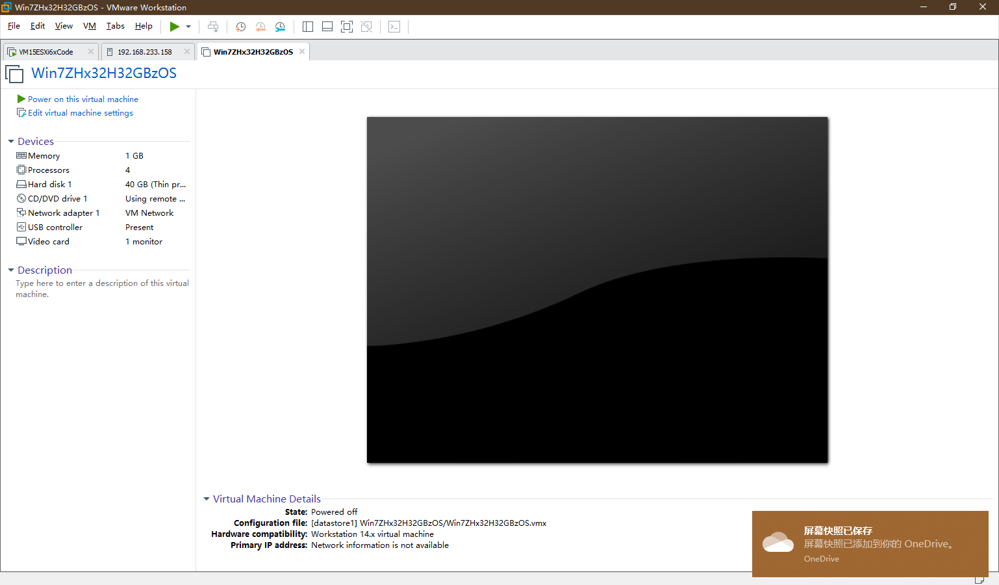 Win7ZHx32H32GBzOS - VMware Workstation
File Edit View VM Tabs Help
VM15ESXi6xCode
192.168.233.158
Win7ZHx32H32GBzOS
Win7ZHx32H32GBzOS
Power on this virtual machine
Edit virtual machine settings
Devices
Memory 1 GB
Processors 4
Hard disk 1 40 GB (Thin pr...
CD/DVD drive 1 Using remote ...
Network adapter 1 VM Network
USB controller Present
Video card 1 monitor
Description
Type here to enter a description of this virtual
machine.
Virtual Machine Details
State: Powered off
Configuration file: [datastore1] Win7ZHx32H32GBzOS/Win7ZHx32H32GBzOS.vmx
Hardware compatibility: Workstation 14.x virtual machine
Primary IP address: Network information is not available
屏幕快照已保存
屏幕快照已添加到你的 OneDrive。
OneDrive